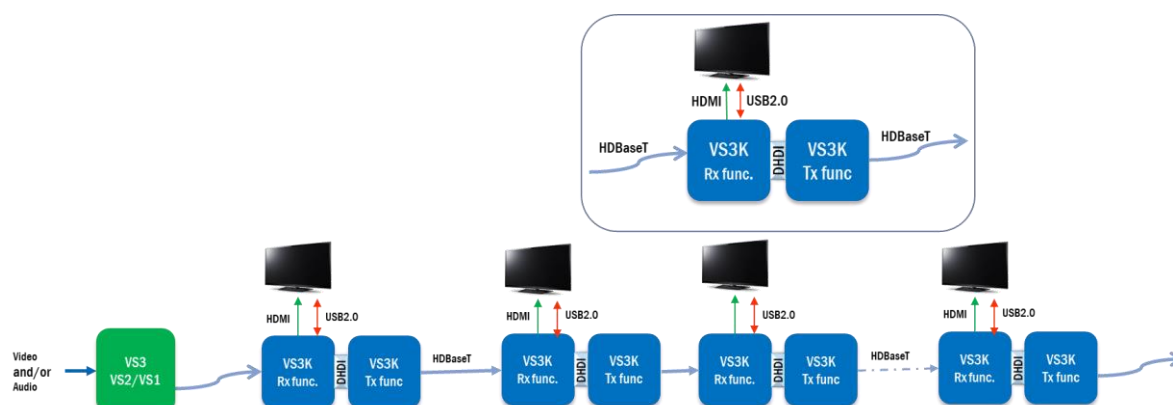 HDMI
USB2.0
HDBaseT
VS3K
Rx func.
DHDI
VS3K
Tx func
HDBaseT
Video
and/or
Audio
VS3
VS2/VS1
HDMI
USB2.0
VS3K
Rx func.
DHDI
VS3K
Tx func
HDBaseT
HDMI
USB2.0
VS3K
Rx func.
DHDI
VS3K
Tx func
USB2.0
VS3K
Rx func.
DHDI
VS3K
Tx func
HDBaseT
HDMI
USB2.0
VS3K
Rx func.
DHDI
VS3K
Tx func